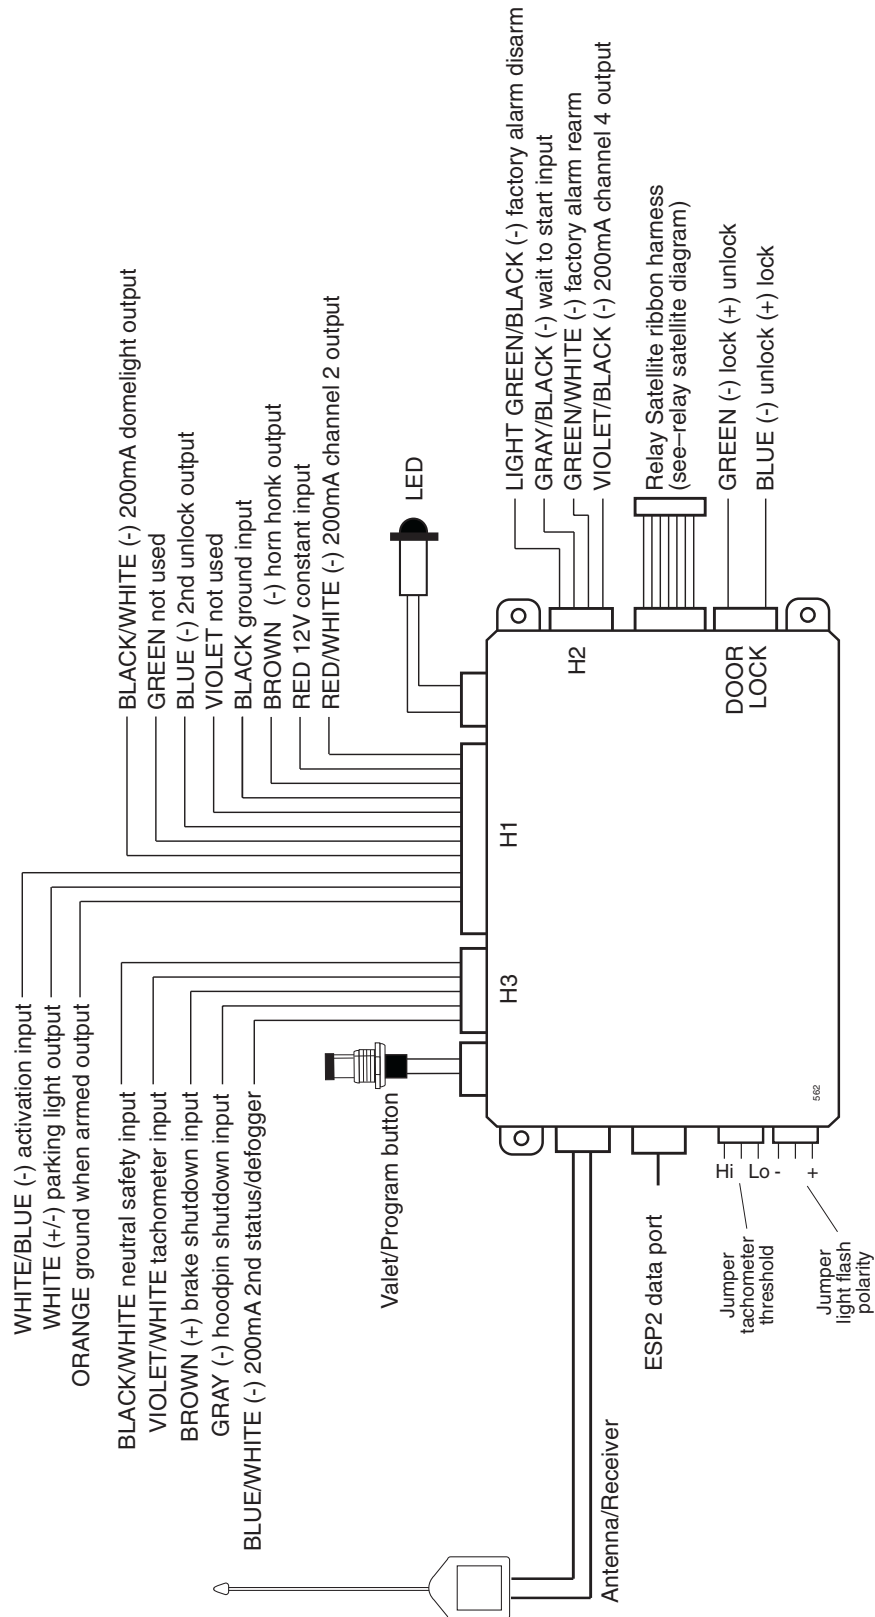 WHITE/BLUE (-) activation input
WHITE (+/-) parking light output
ORANGE ground when armed output
BLACK/WHITE (-) 200mA domelight output
GREEN not used
BLUE (-) 2nd unlock output
VIOLET not used
BLACK ground input
BROWN (-) horn honk output
RED 12V constant input
RED/WHITE (-) 200mA channel 2 output
BLACK/WHITE neutral safety input
VIOLET/WHITE tachometer input
BROWN (+) brake shutdown input
GRAY (-) hoodpin shutdown input
BLUE/WHITE (-) 200mA 2nd status/defogger
Valet/Program button
LED
H3
H1
H2
LIGHT GREEN/BLACK (-) factory alarm disarm
GRAY/BLACK (-) wait to start input
GREEN/WHITE (-) factory alarm rearm
VIOLET/BLACK (-) 200mA channel 4 output
Relay Satellite ribbon harness
(see–relay satellite diagram)
DOOR
LOCK
GREEN (-) lock (+) unlock
BLUE (-) unlock (+) lock
Antenna/Receiver
ESP2 data port
Hi
Lo
-
+
Jumper
tachometer
threshold
Jumper
light flash
polarity
562